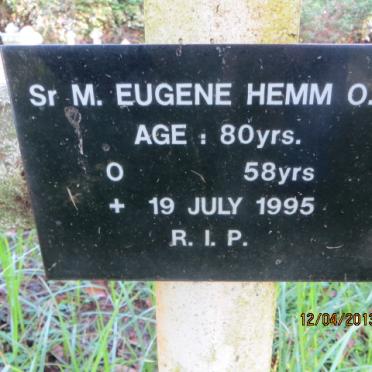 Sr M. EUGENE HEMM O.
AGE : 80yrs.
O 58yrs
+ 19 JULY 1995
R. I. P.
12/04/2013